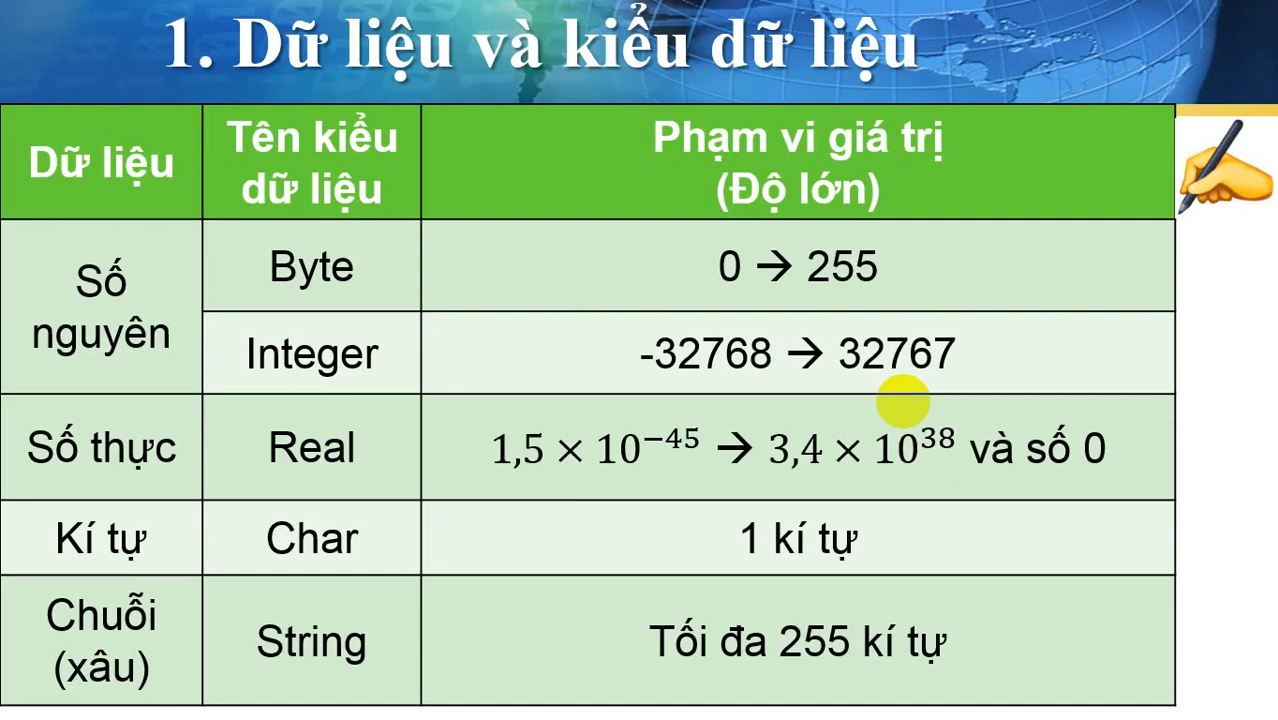 1. Dữ liệu và kiểu dữ liệu
Dữ liệu
Tên kiểu
dữ liệu
Phạm vi giá trị
(Độ lớn)
Số
nguyên
Byte
0 → 255
Integer
-32768 → 32767
Số thực
Real
1,5 × 10⁻⁴⁵ → 3,4 × 10³⁸ và số 0
Kí tự
Char
1 kí tự
Chuỗi
(xâu)
String
Tối đa 255 kí tự